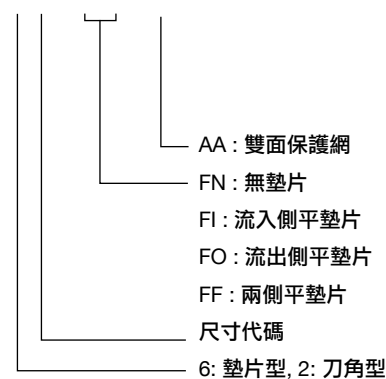 AA : 雙面保護網
FN : 無墊片
FI : 流入側平墊片
FO : 流出側平墊片
FF : 兩側平墊片
尺寸代碼
6: 墊片型, 2: 刀角型